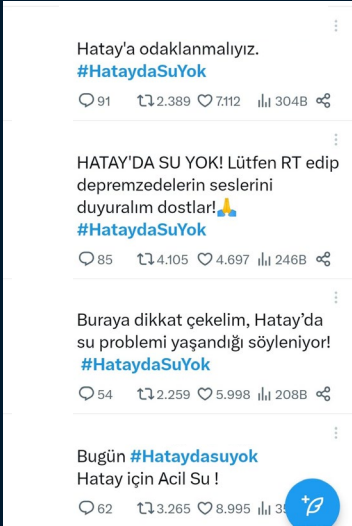 Hatay'a odaklanmalıyız.
#HataydaSuYok
91 2.389 7.112 304B
HATAY'DA SU YOK! Lütfen RT edip
depremzedelerin seslerini
duyuralım dostlar!🙏
#HataydaSuYok
85 4.105 4.697 246B
Buraya dikkat çekelim, Hatay’da
su problemi yaşandığı söyleniyor!
#HataydaSuYok
54 2.259 5.998 208B
Bugün #Hataydasuyok
Hatay için Acil Su !
62 3.265 8.995